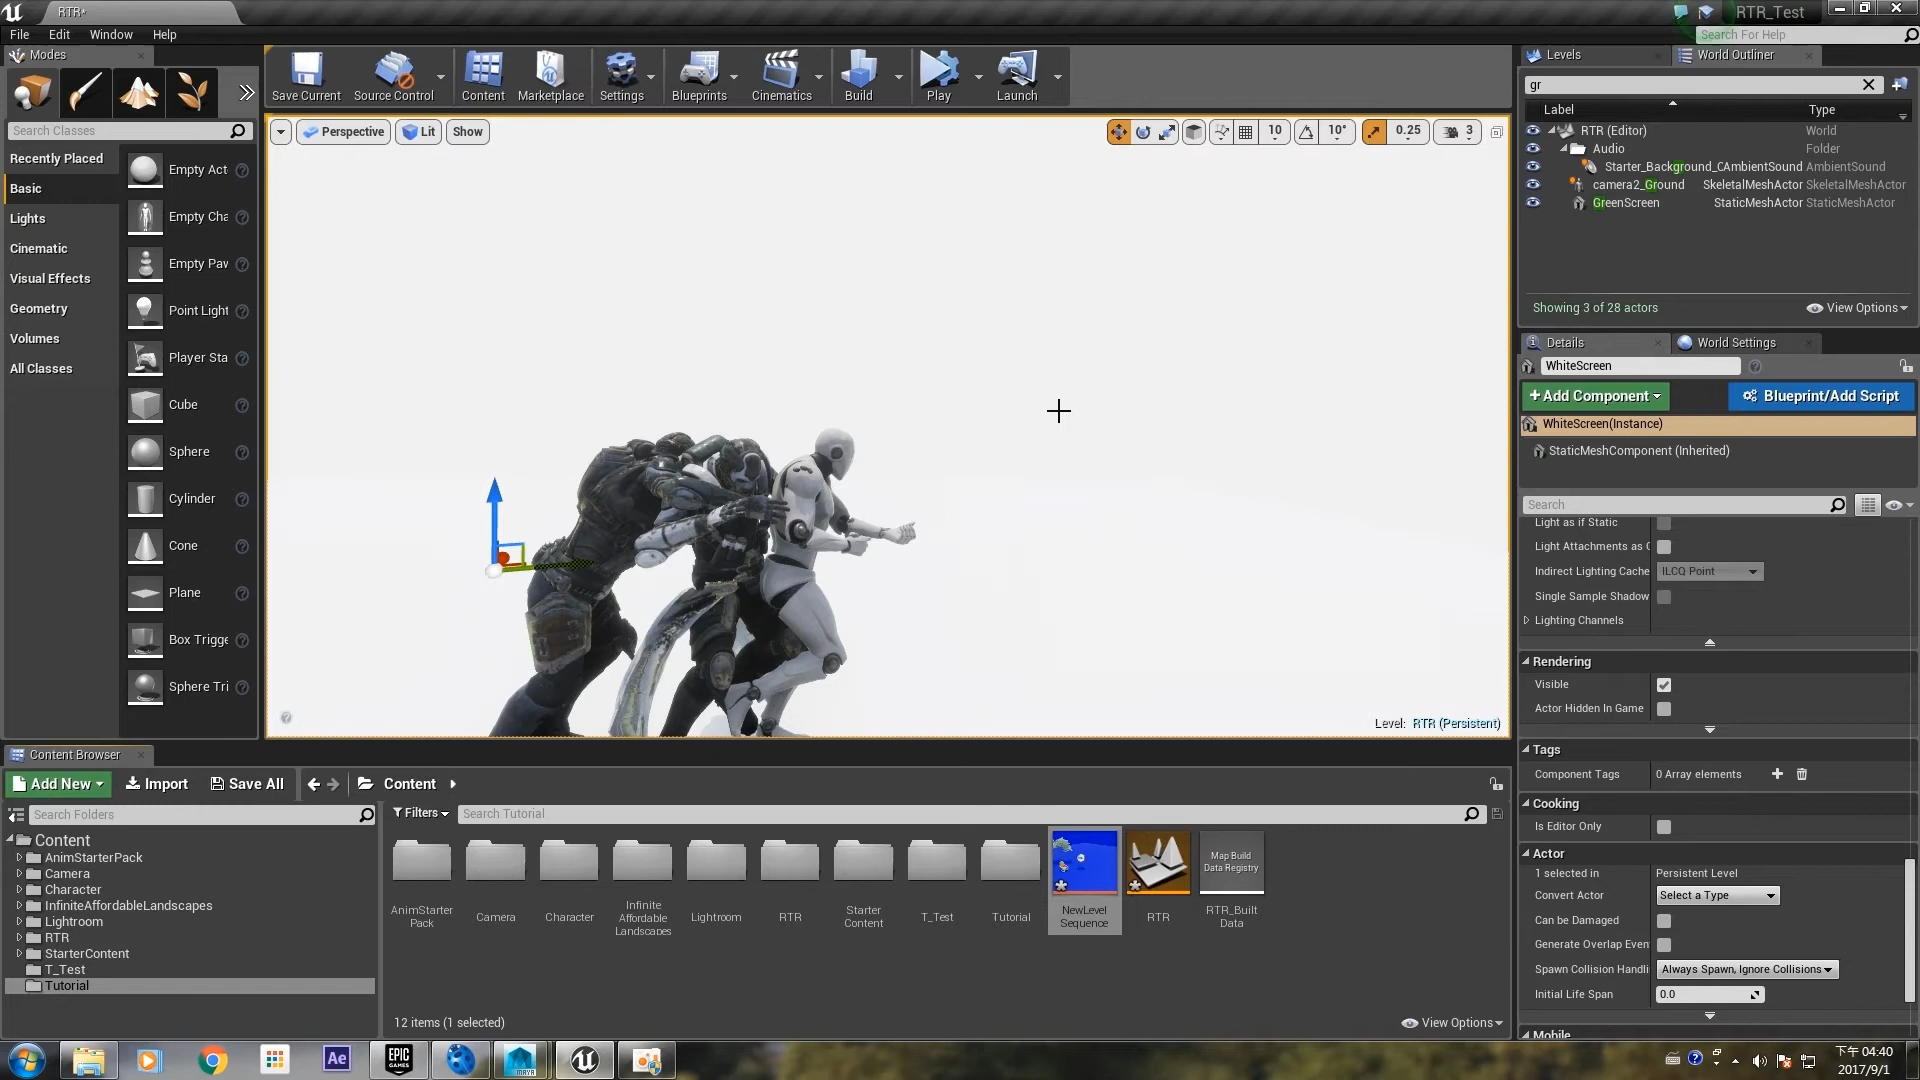 RTR*
RTR_Test
File Edit Window Help
Search For Help
Modes
Search Classes
Recently Placed
Basic
Lights
Cinematic
Visual Effects
Geometry
Volumes
All Classes
Empty Act
Empty Cha
Empty Pav
Point Light
Player Sta
Cube
Sphere
Cylinder
Cone
Plane
Box Trigge
Sphere Tri
Save Current Source Control Content Marketplace Settings Blueprints Cinematics Build Play Launch
Perspective Lit Show
10 10° 0.25 3
Level: RTR (Persistent)
Levels World Outliner
gr
Label Type
RTR (Editor) World
Audio Folder
Starter_Background_CAmbientSound AmbientSound
camera2_Ground SkeletalMeshActor SkeletalMeshActor
GreenScreen StaticMeshActor StaticMeshActor
Showing 3 of 28 actors View Options
Details World Settings
WhiteScreen
+Add Component Blueprint/Add Script
WhiteScreen(Instance)
StaticMeshComponent (Inherited)
Search
Light as if Static
Light Attachments as G
Indirect Lighting Cache ILCQ Point
Single Sample Shadow
Lighting Channels
Rendering
Visible
Actor Hidden In Game
Tags
Component Tags 0 Array elements
Cooking
Is Editor Only
Actor
1 selected in Persistent Level
Convert Actor Select a Type
Can be Damaged
Generate Overlap Even
Spawn Collision Handli Always Spawn, Ignore Collisions
Initial Life Span 0.0
Mobile
Content Browser
Add New Import Save All Content
Search Folders
Content
AnimStarterPack
Camera
Character
InfiniteAffordableLandscapes
Lightroom
RTR
StarterContent
T_Test
Tutorial
Filters Search Tutorial
AnimStarter
Pack
Camera
Character
Infinite
Affordable
Landscapes
Lightroom
RTR
Starter
Content
T_Test
Tutorial
NewLevel
Sequence
RTR
Map Build
Data Registry
RTR_Built
Data
12 items (1 selected) View Options
Ae
EPIC
GAMES
MAYA
下午 04:40
2017/9/1